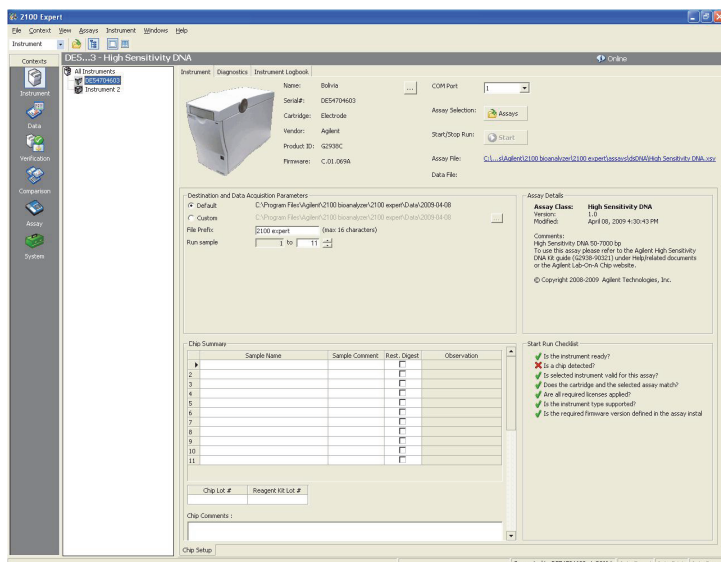 2100 Expert
File Context View Assays Instrument Windows Help
Instrument
Contexts
DE5...3 - High Sensitivity DNA
Online
Instrument
Data
Verification
Comparison
Assay
System
All Instruments
DE54704603
Instrument 2
Instrument Diagnostics Instrument Logbook
Name: Bolivia ...
Serial#: DE54704603
Cartridge: Electrode
Vendor: Agilent
Product ID: G2938C
Firmware: C.01.069A
COM Port 1
Assay Selection: Assays
Start/Stop Run: Start
Assay File: C:\...s\Agilent\2100 bioanalyzer\2100 expert\assays\dsDNA\High Sensitivity DNA.xsy
Data File:
Destination and Data Acquisition Parameters
Default C:\Program Files\Agilent\2100 bioanalyzer\2100 expert\Data\2009-04-08
Custom C:\Program Files\Agilent\2100 bioanalyzer\2100 expert\Data\2009-04-08 ...
File Prefix: 2100 expert (max 16 characters)
Run sample 1 to 11
Assay Details
Assay Class: High Sensitivity DNA
Version: 1.0
Modified: April 08, 2009 4:30:43 PM
Comments:
High Sensitivity DNA 50-7000 bp
To use this assay please refer to the Agilent High Sensitivity
DNA Kit guide (G2938-90321) under Help/related documents
or the Agilent Lab-On-A Chip website.
© Copyright 2008-2009 Agilent Technologies, Inc.
Chip Summary
Sample Name Sample Comment Rest. Digest Observation
2
3
4
5
6
7
8
9
10
11
Chip Lot # Reagent Kit Lot #
Chip Comments :
Chip Setup
Start Run Checklist
Is the instrument ready?
Is a chip detected?
Is selected instrument valid for this assay?
Does the cartridge and the selected assay match?
Are all required licenses applied?
Is the instrument type supported?
Is the required firmware version defined in the assay instal